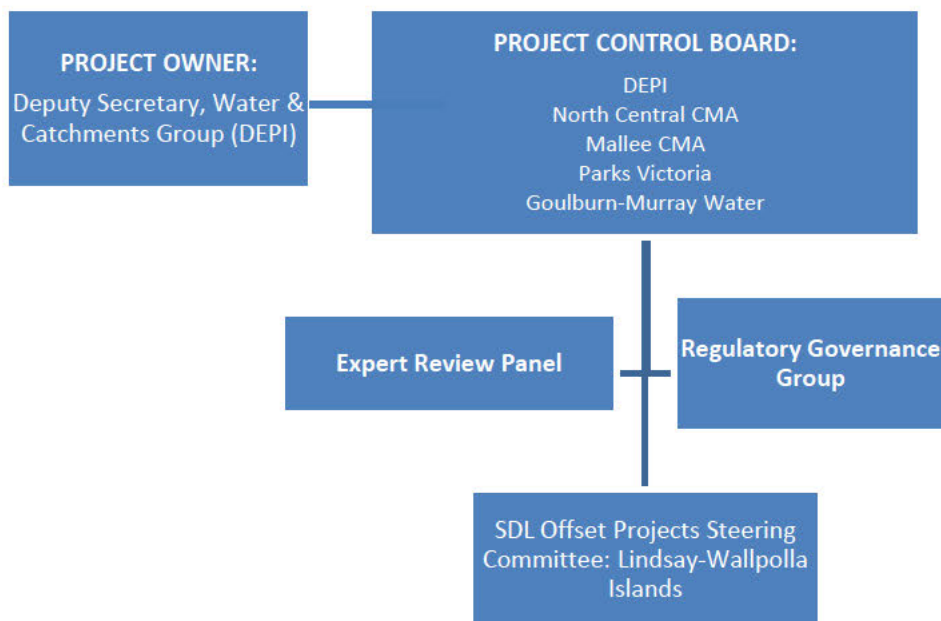 PROJECT OWNER:
Deputy Secretary, Water &
Catchments Group (DEPI)
PROJECT CONTROL BOARD:
DEPI
North Central CMA
Mallee CMA
Parks Victoria
Goulburn-Murray Water
Expert Review Panel
Regulatory Governance
Group
SDL Offset Projects Steering
Committee: Lindsay-Wallpolla
Islands